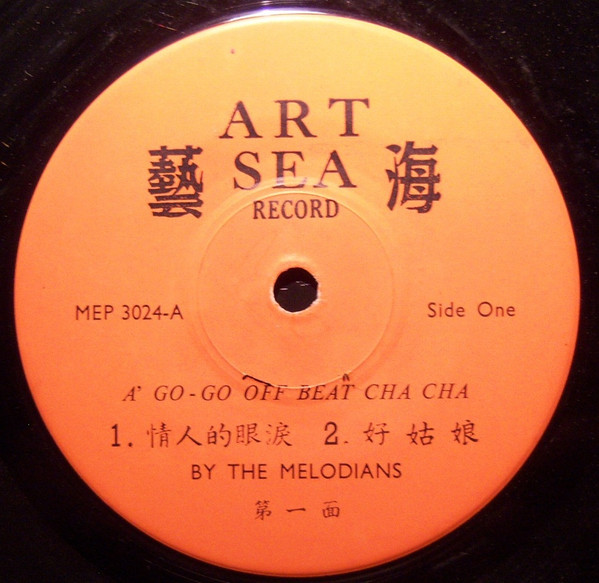 ART
藝 SEA 海
RECORD
MEP 3024-A Side One
A' GO-GO OFF BEAT CHA CHA
1. 情人的眼淚 2. 好姑娘
BY THE MELODIANS
第一面